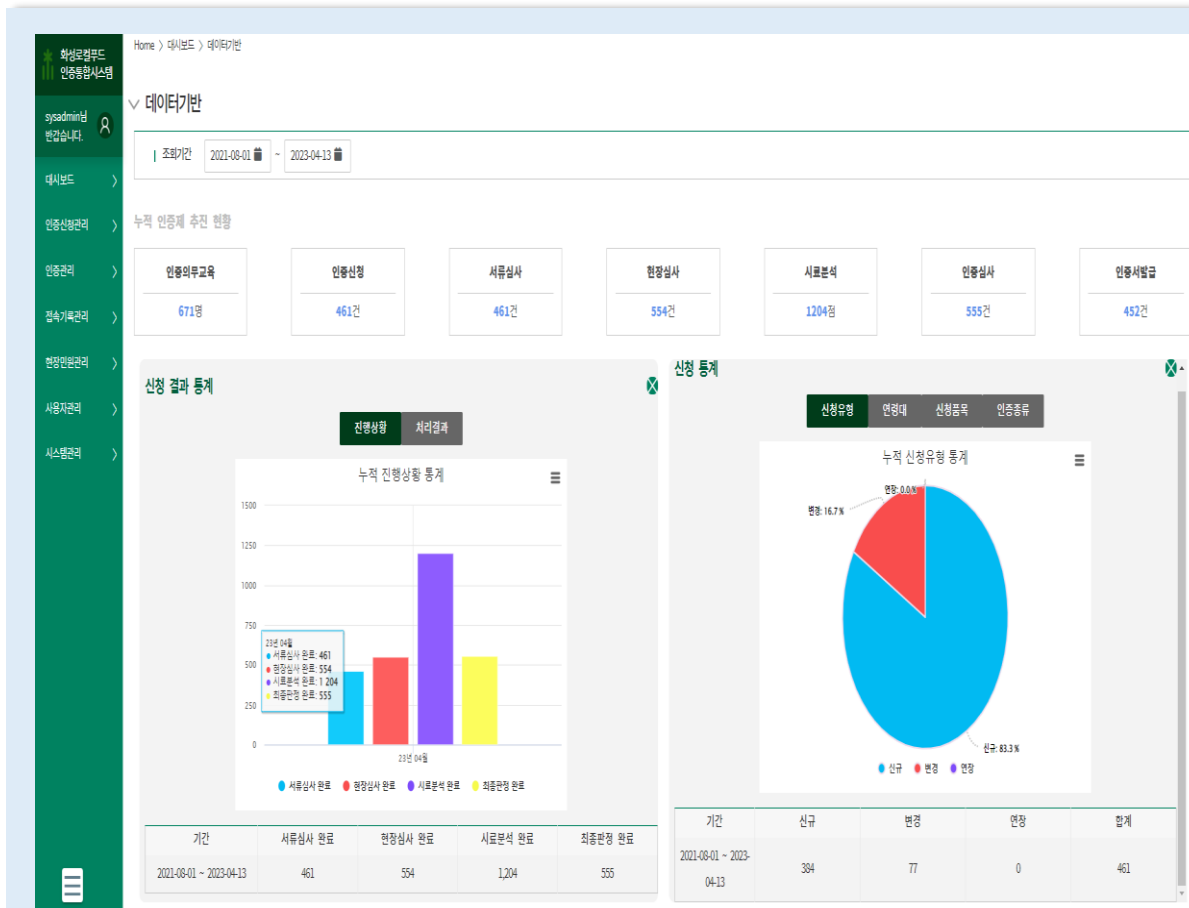 화성로컬푸드
인증통합시스템
sysadmin님
반갑습니다.
대시보드
인증신청관리
인증관리
접속기록관리
현장민원관리
사용자관리
시스템관리
Home > 대시보드 > 데이터기반
데이터기반
조회기간 2021-08-01 ~ 2023-04-13
누적 인증제 추진 현황
인증의무교육 인증신청 서류심사 현장심사 시료분석 인증심사 인증서발급
671명 461건 461건 554건 1204점 555건 452건
신청 결과 통계
진행상황 처리결과
누적 진행상황 통계
1500
1250
1000
750
500
250
0
23년 04월
서류심사 완료: 461
현장심사 완료: 554
시료분석 완료: 1 204
최종판정 완료: 555
23년 04월
서류심사 완료 현장심사 완료 시료분석 완료 최종판정 완료
기간 서류심사 완료 현장심사 완료 시료분석 완료 최종판정 완료
2021-08-01 ~ 2023-04-13 461 554 1,204 555
신청 통계
신청유형 연령대 신청품목 인증종류
누적 신청유형 통계
연장: 0.0 %
변경: 16.7 %
신규: 83.3 %
신규 변경 연장
기간 신규 변경 연장 합계
2021-08-01 ~ 2023-
04-13
384 77 0 461